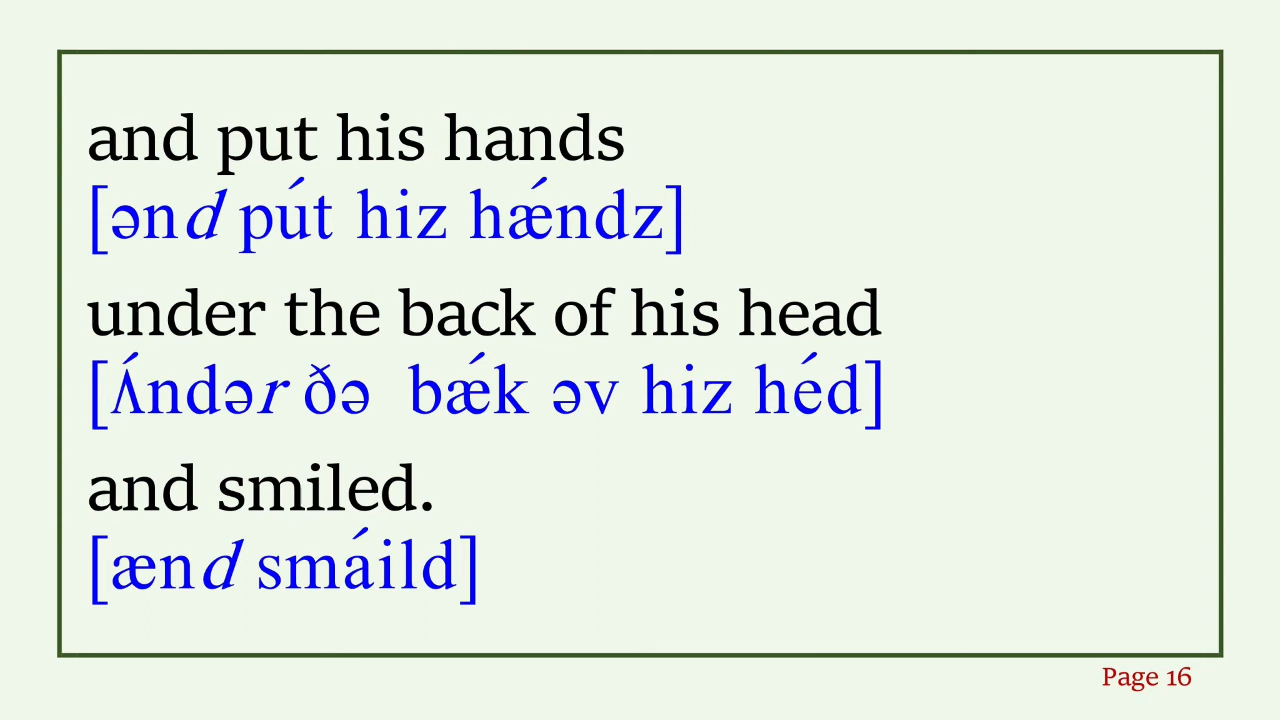 and put his hands
[ənd pút hiz hǽndz]
under the back of his head
[ʌ́ndər ðə bǽk əv hiz héd]
and smiled.
[ænd smáild]
Page 16